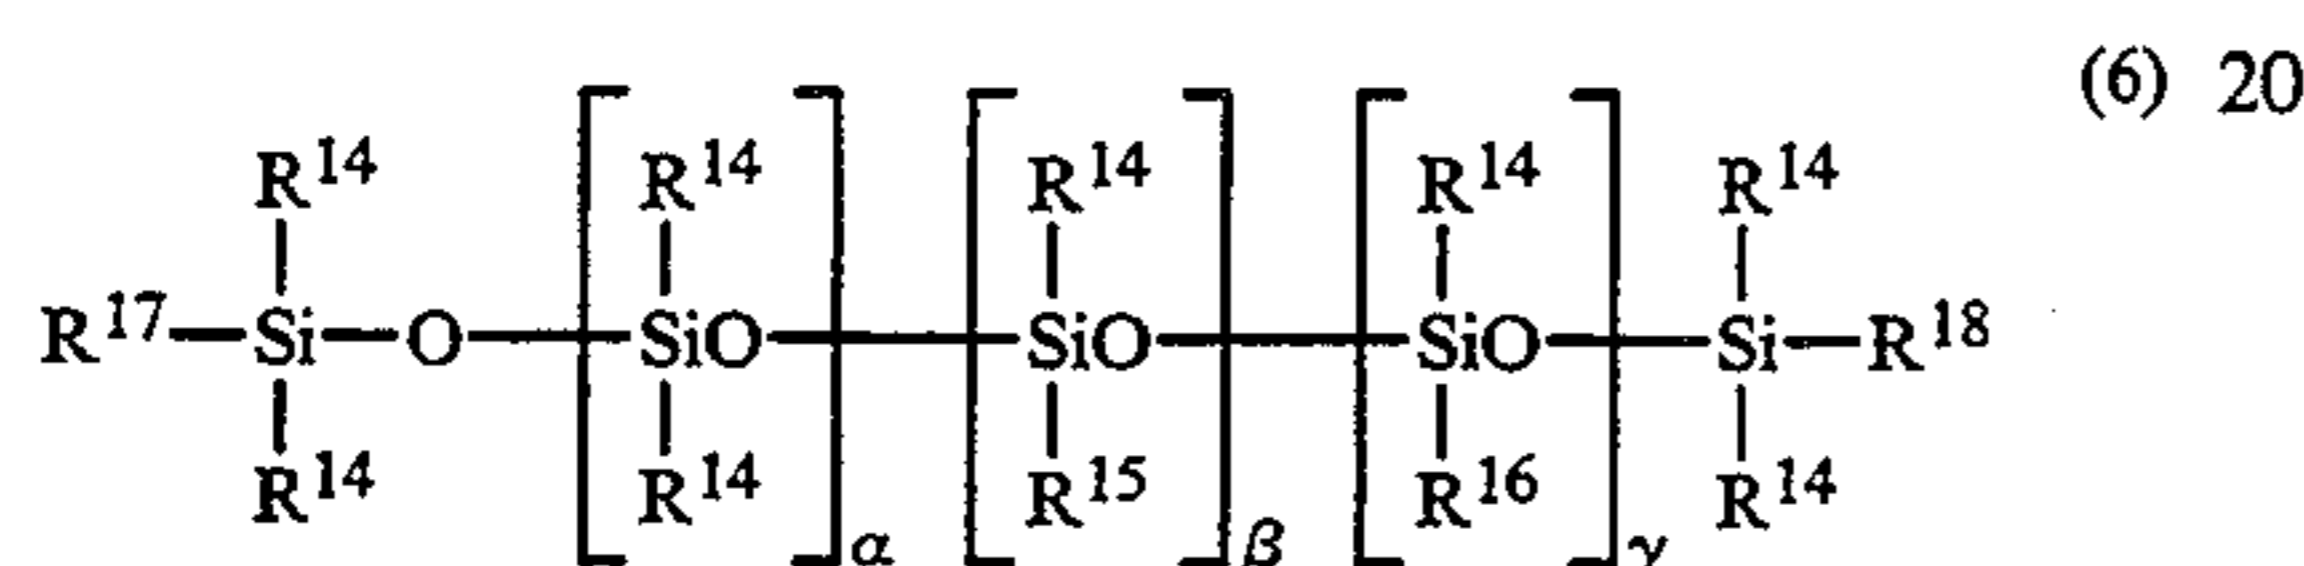 (6) 20
R14 R14 R14 R14 R14
R17—Si—O—[SiO]α—[SiO]β—[SiO]γ—Si—R18
R14 R14 R15 R16 R14